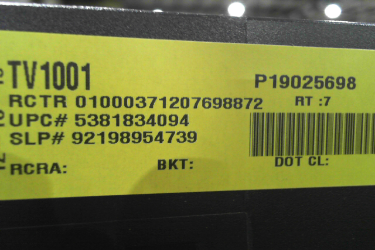 TV1001 P19025698
RCTR 01000371207698872 RT :7
UPC# 5381834094
SLP# 92198954739
RCRA: BKT: DOT CL: